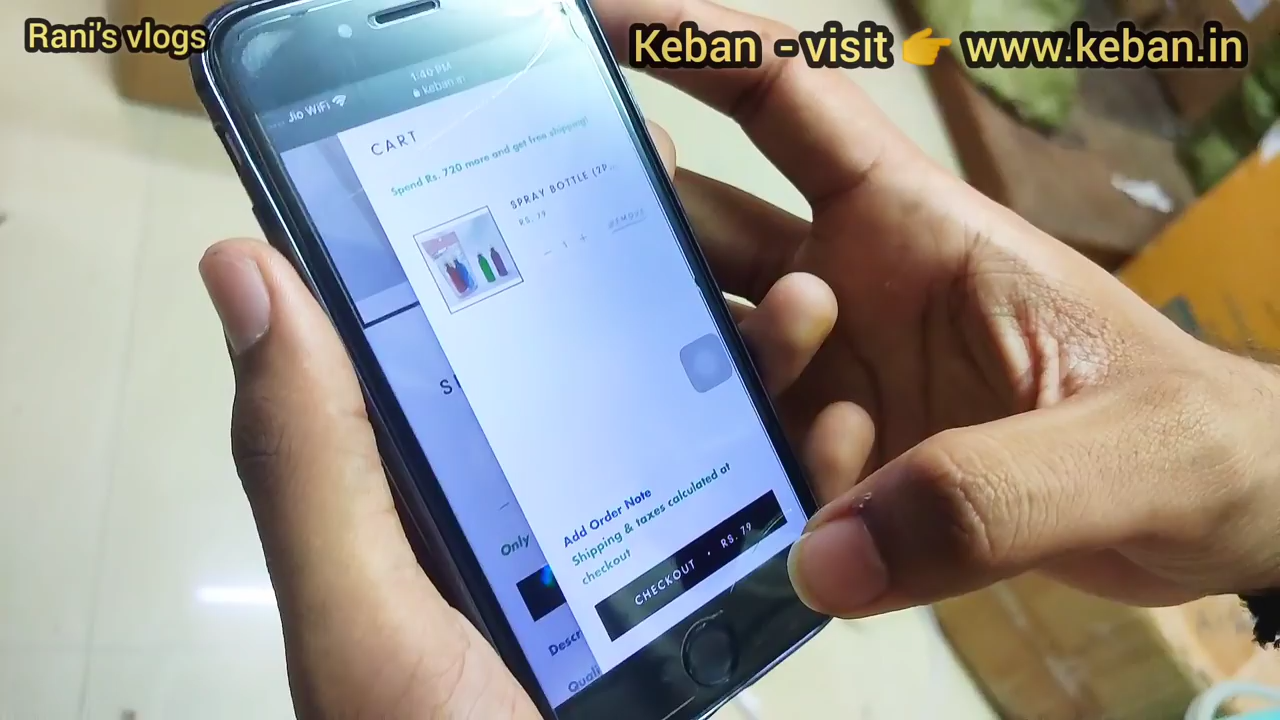 Rani's vlogs
Keban - visit 👉 www.keban.in
Jio WiFi
1:40 PM
keban.in
CART
Spend Rs. 720 more and get free shipping!
SPRAY BOTTLE (2P...
RS. 79
— 1 +
REMOVE
Only
Add Order Note
Shipping & taxes calculated at
checkout
CHECKOUT • RS. 79
Descr
Quali